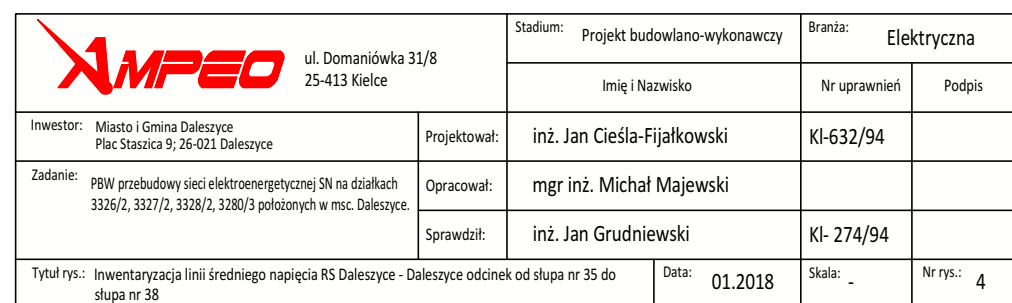 AMPEO
ul. Domaniówka 31/8
25-413 Kielce
Stadium: Projekt budowlano-wykonawczy
Branża: Elektryczna
Imię i Nazwisko
Nr uprawnień
Podpis
Inwestor: Miasto i Gmina Daleszyce
Plac Staszica 9; 26-021 Daleszyce
Projektował: inż. Jan Cieśla-Fijałkowski Kl-632/94
Zadanie: PBW przebudowy sieci elektroenergetycznej SN na działkach
3326/2, 3327/2, 3328/2, 3280/3 położonych w msc. Daleszyce.
Opracował: mgr inż. Michał Majewski
Sprawdził: inż. Jan Grudniewski Kl- 274/94
Tytuł rys.: Inwentaryzacja linii średniego napięcia RS Daleszyce - Daleszyce odcinek od słupa nr 35 do
słupa nr 38
Data: 01.2018
Skala: -
Nr rys.: 4